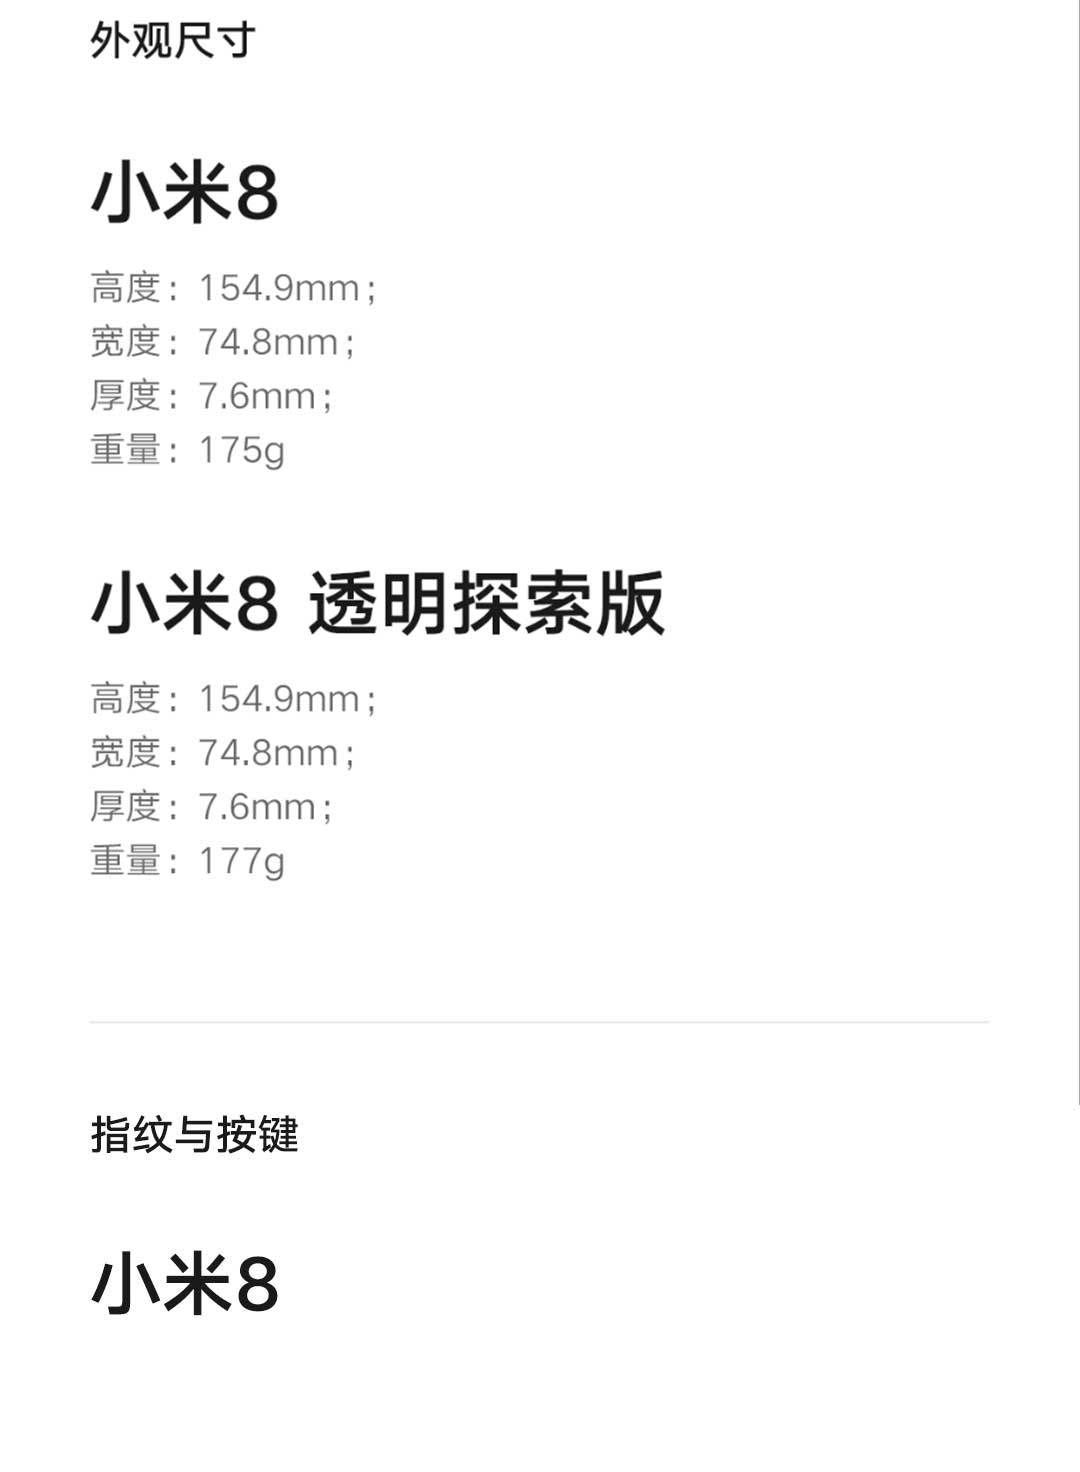 外观尺寸
小米8
高度：154.9mm；
宽度：74.8mm；
厚度：7.6mm；
重量：175g
小米8 透明探索版
高度：154.9mm；
宽度：74.8mm；
厚度：7.6mm；
重量：177g
指纹与按键
小米8